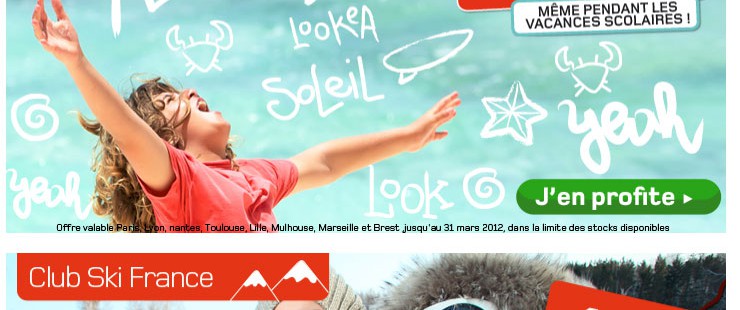 MÊME PENDANT LES
VACANCES SCOLAIRES !
LOOKEA
SOLEIL
yeah
yeah
LOOK
J'en profite
Offre valable Paris, Lyon, nantes, Toulouse, Lille, Mulhouse, Marseille et Brest jusqu'au 31 mars 2012, dans la limite des stocks disponibles
Club Ski France